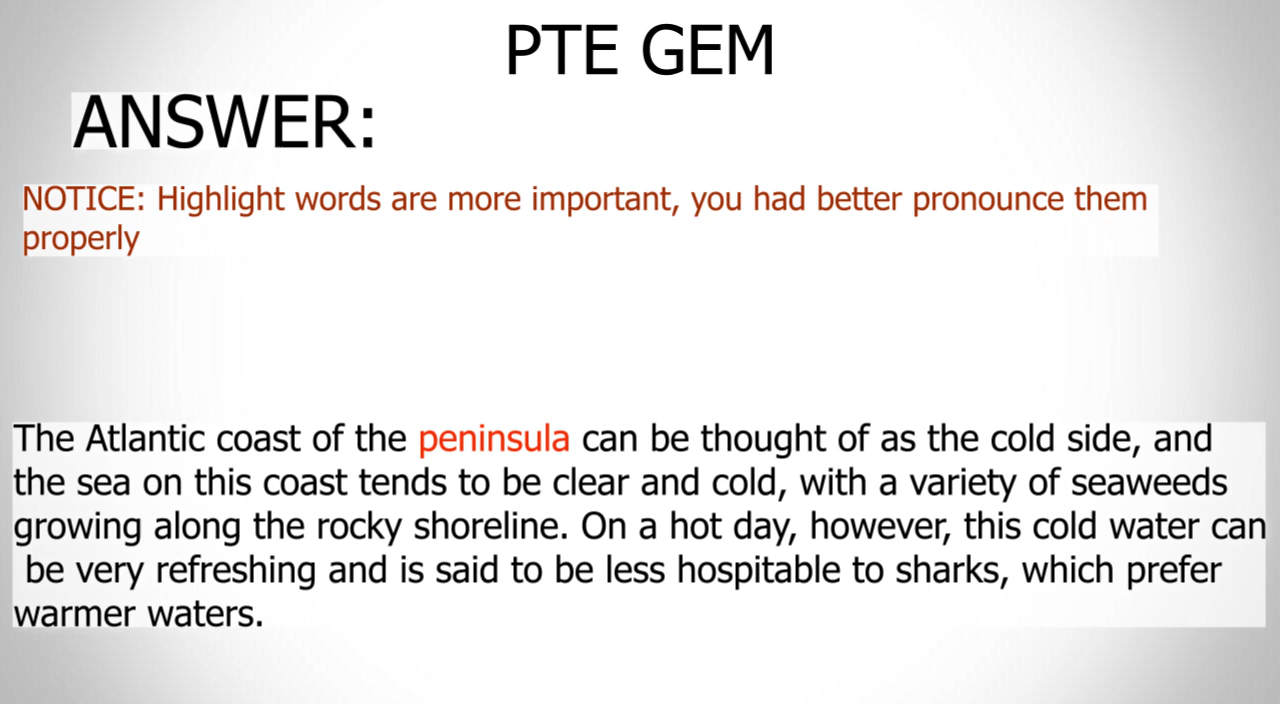 PTE GEM
ANSWER:
NOTICE: Highlight words are more important, you had better pronounce them
properly
The Atlantic coast of the peninsula can be thought of as the cold side, and
the sea on this coast tends to be clear and cold, with a variety of seaweeds
growing along the rocky shoreline. On a hot day, however, this cold water can
be very refreshing and is said to be less hospitable to sharks, which prefer
warmer waters.